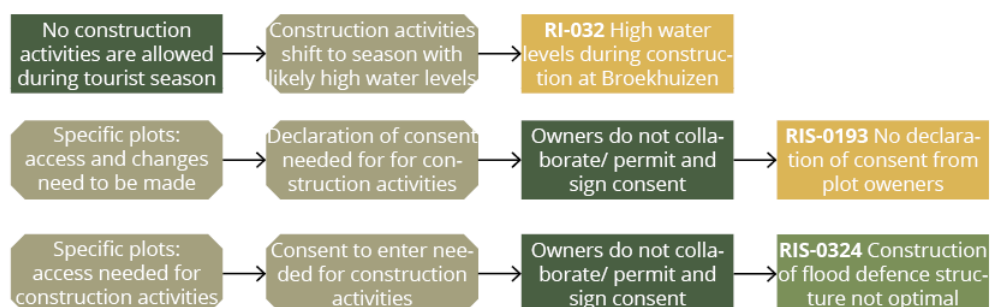 No construction
activities are allowed
during tourist season
Construction activities
shift to season with
likely high water levels
RI-032 High water
levels during construc-
tion at Broekhuizen
Specific plots:
access and changes
need to be made
Declaration of consent
needed for for con-
struction activities
Owners do not colla-
borate/ permit and
sign consent
RIS-0193 No declara-
tion of consent from
plot oweners
Specific plots:
access needed for
construction activities
Consent to enter nee-
ded for construction
activities
Owners do not colla-
borate/ permit and
sign consent
RIS-0324 Construction
of flood defence struc-
ture not optimal